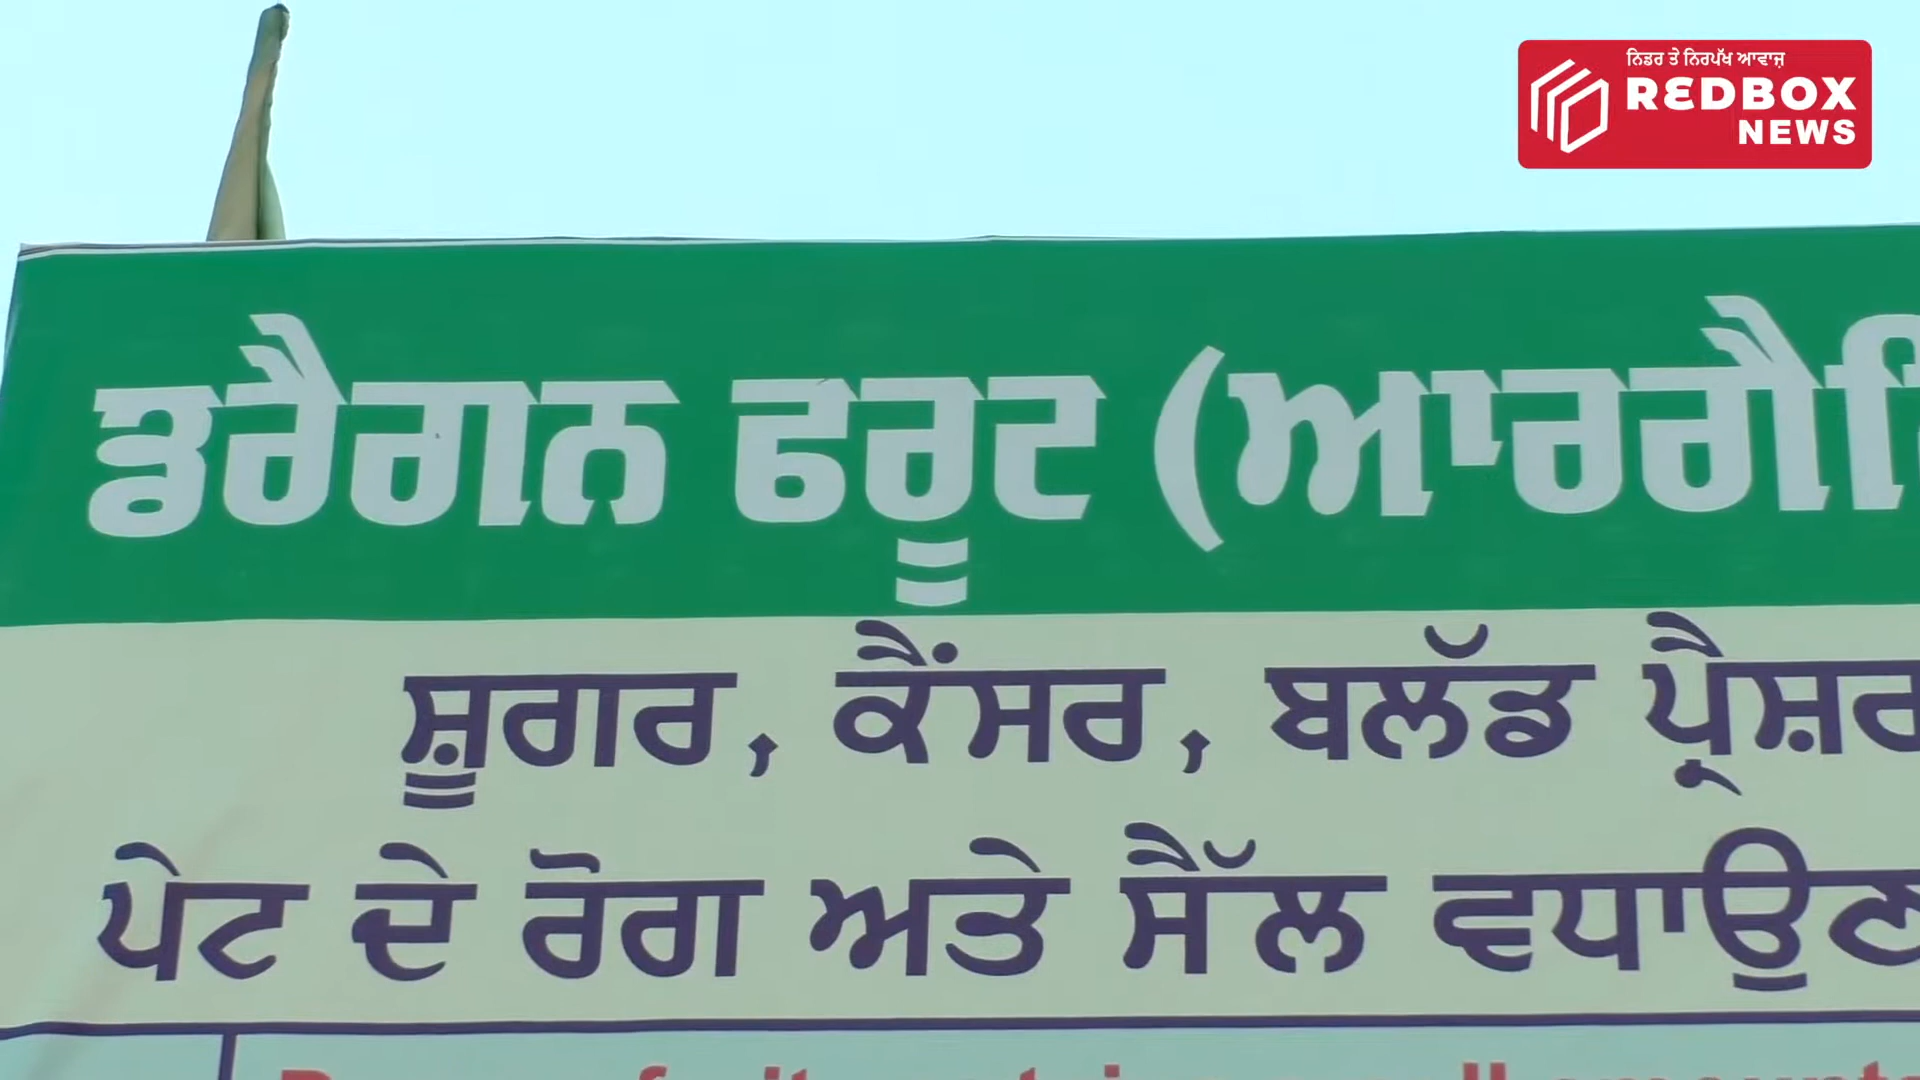 ਨਿਡਰ ਤੇ ਨਿਰਪੱਖ ਆਵਾਜ਼
REDBOX
NEWS
ਡਰੈਗਨ ਫਰੂਟ (ਆਰਗੈ
ਸ਼ੂਗਰ, ਕੈਂਸਰ, ਬਲੱਡ ਪ੍ਰੈਸ਼ਰ
ਪੇਟ ਦੇ ਰੋਗ ਅਤੇ ਸੈੱਲ ਵਧਾਉਣ